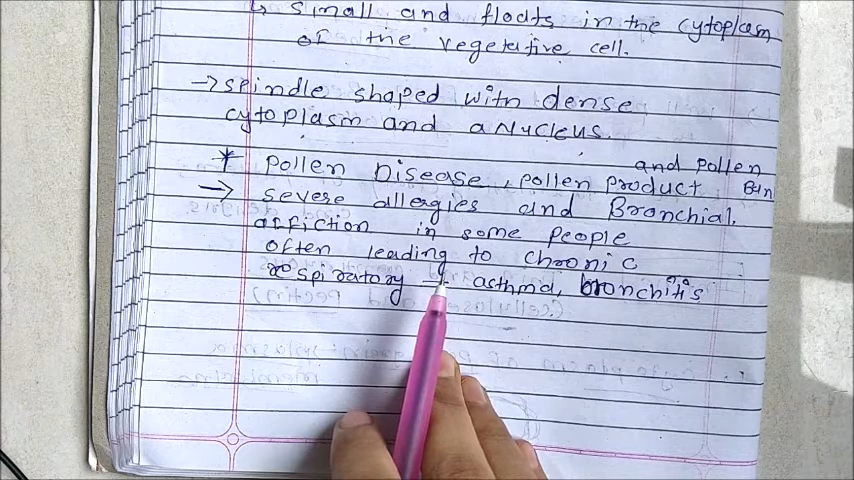 ↳ small and floats in the cytoplasm
of the vegetative cell.
→ spindle shaped with dense
cytoplasm and a Nucleus.
* pollen Disease, pollen product and pollen Ban
→ severe allergies and Bronchial.
affiction in some people
often leading to chronic
respiratory — asthma, bronchitis